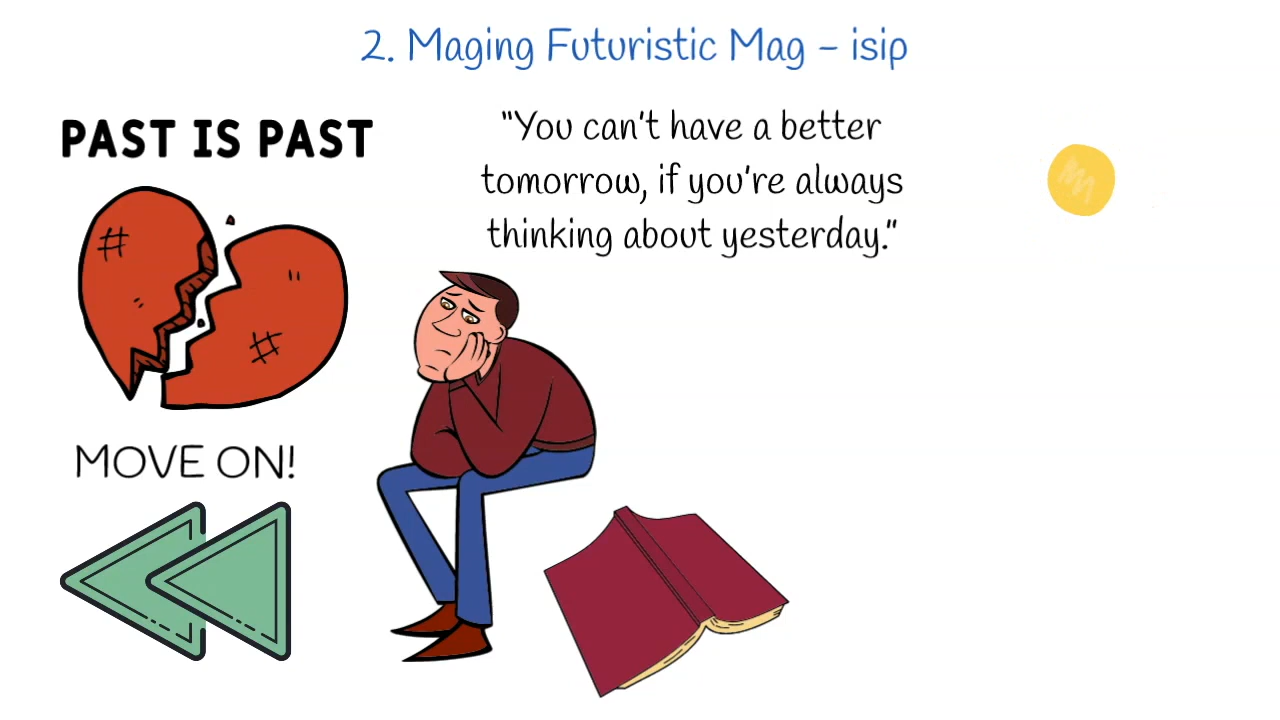 2. Maging Futuristic Mag – isip
PAST IS PAST
"You can't have a better
tomorrow, if you're always
thinking about yesterday."
MOVE ON!